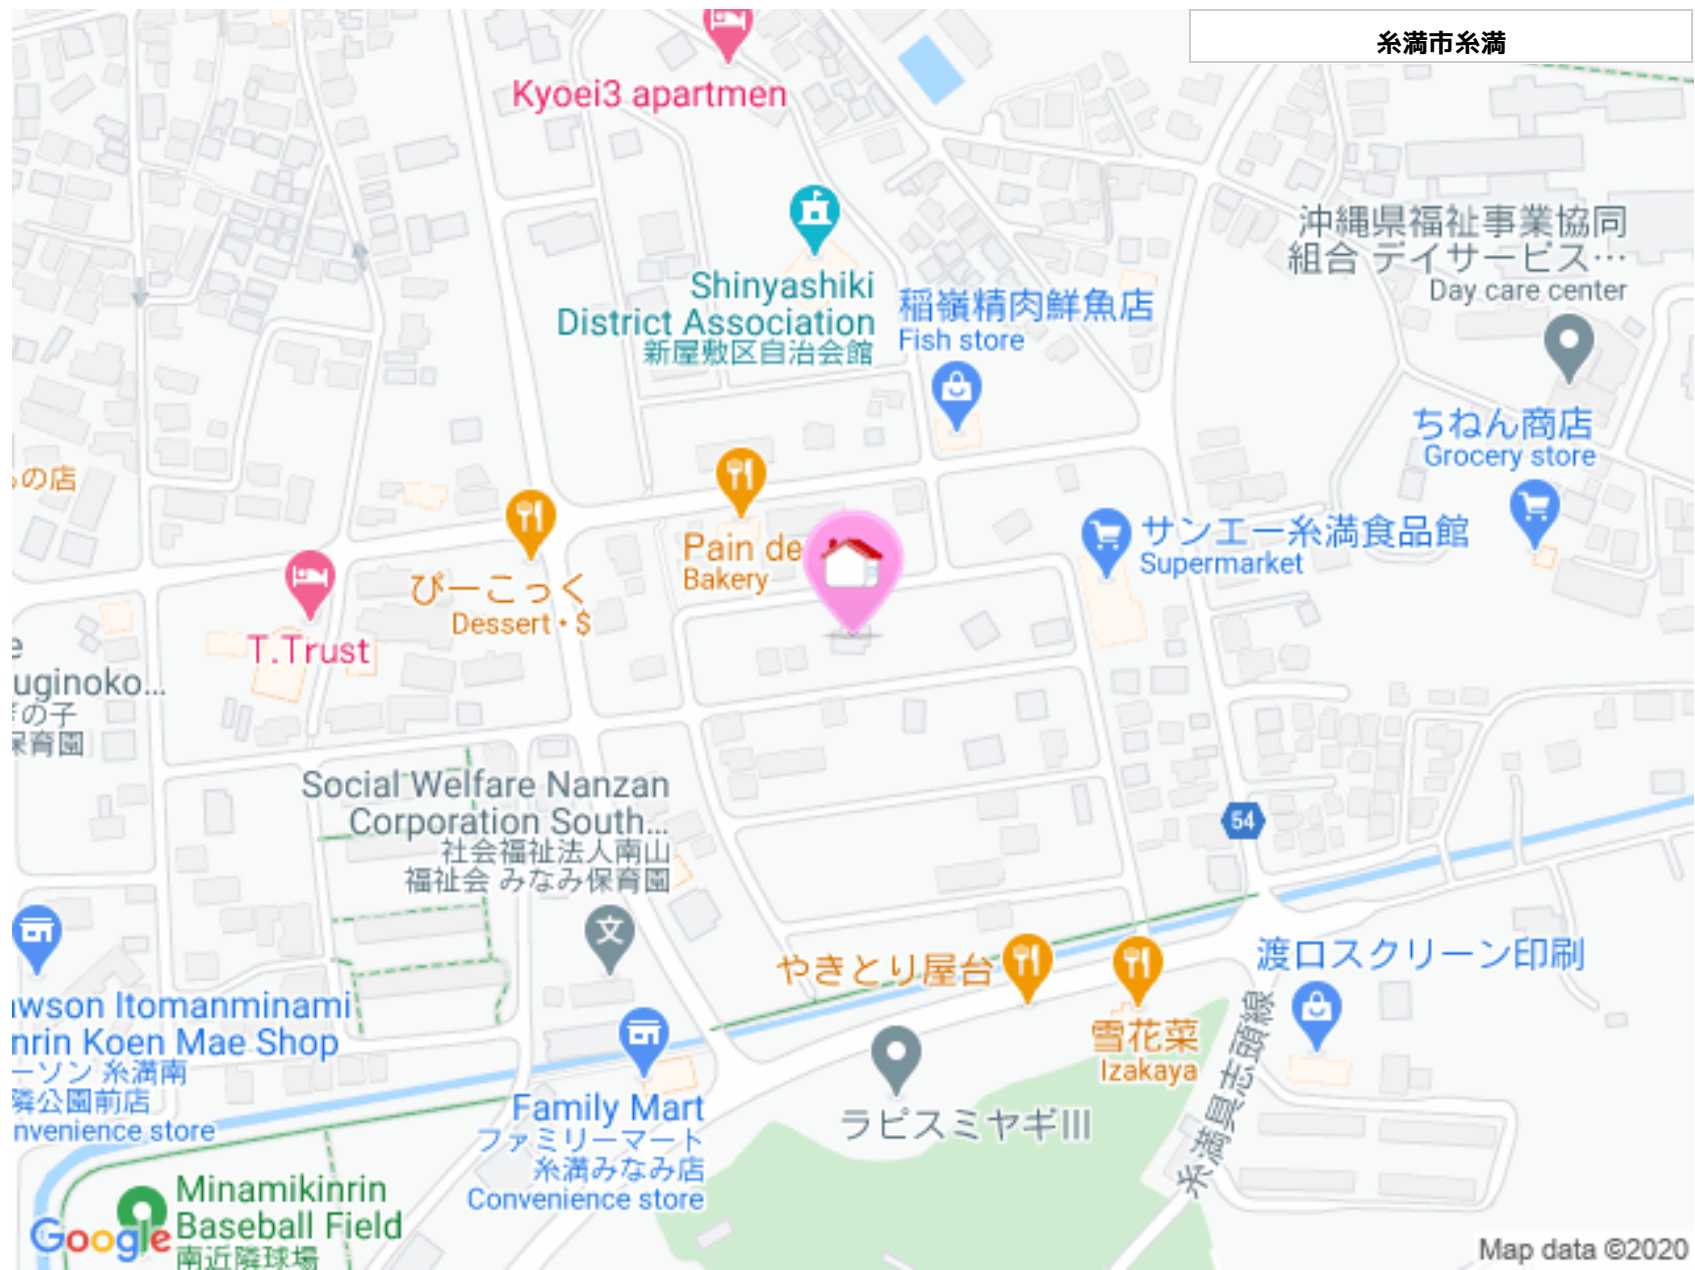 糸満市糸満
Kyoei3 apartmen
沖縄県福祉事業協同
組合 デイサービス…
Day care center
Shinyashiki
District Association
新屋敷区自治会館
稲嶺精肉鮮魚店
Fish store
ちねん商店
Grocery store
の店
サンエー糸満食品館
Supermarket
Pain de
Bakery
ぴーこっく
Dessert • $
T.Trust
e
uginoko...
ぎの子
保育園
Social Welfare Nanzan
Corporation South...
社会福祉法人南山
福祉会 みなみ保育園
文
54
やきとり屋台
渡口スクリーン印刷
雪花菜
Izakaya
糸満具志頭線
ラピスミヤギIII
awson Itomanminami
nrin Koen Mae Shop
ーソン 糸満南
隣公園前店
nvenience store
Family Mart
ファミリーマート
糸満みなみ店
Convenience store
Minamikinrin
Baseball Field
南近隣球場
Google
Map data ©2020